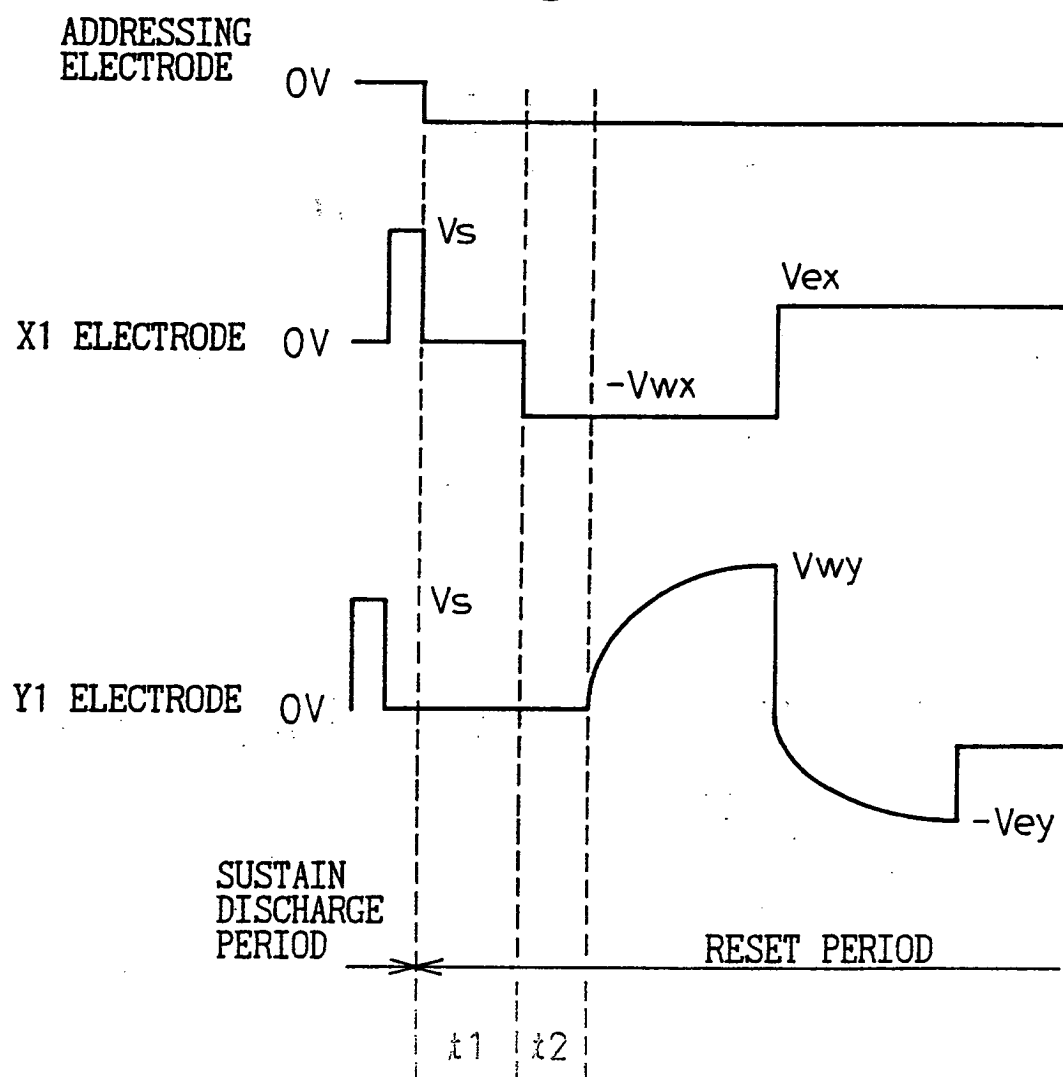 ADDRESSING
ELECTRODE
0V
Vs
Vex
X1 ELECTRODE
0V
-Vwx
Vwy
Vs
Y1 ELECTRODE
0V
-Vey
SUSTAIN
DISCHARGE
PERIOD
RESET PERIOD
t1
t2